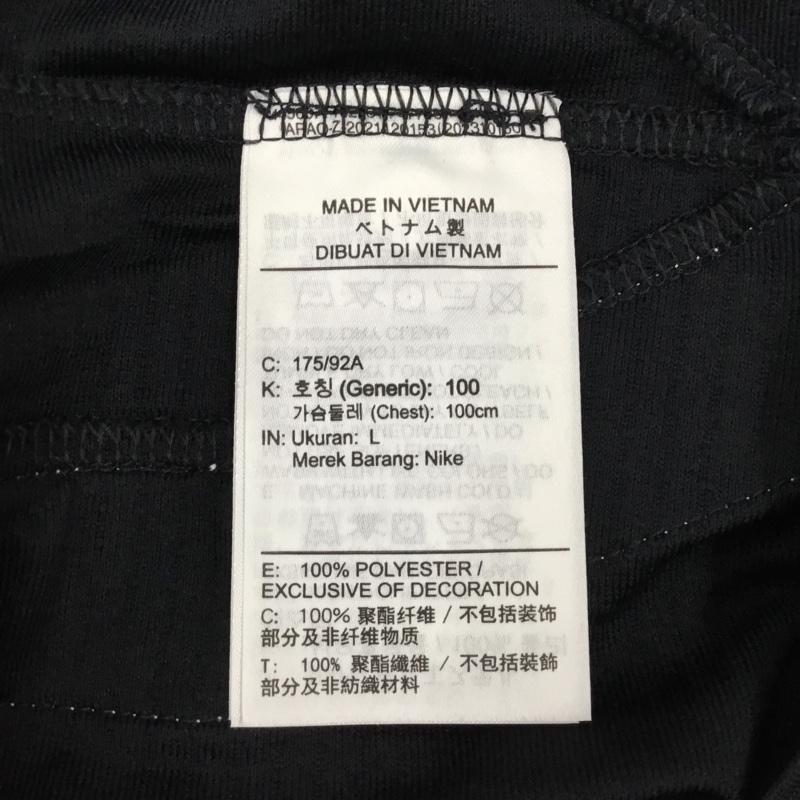 MADE IN VIETNAM
ベトナム製
DIBUAT DI VIETNAM
C: 175/92A
K: 호칭 (Generic): 100
가슴둘레 (Chest): 100cm
IN: Ukuran: L
Merek Barang: Nike
E: 100% POLYESTER /
EXCLUSIVE OF DECORATION
C: 100% 聚酯纤维 / 不包括装饰
部分及非纤维物质
T: 100% 聚酯纖維 / 不包括裝飾
部分及非紡織材料